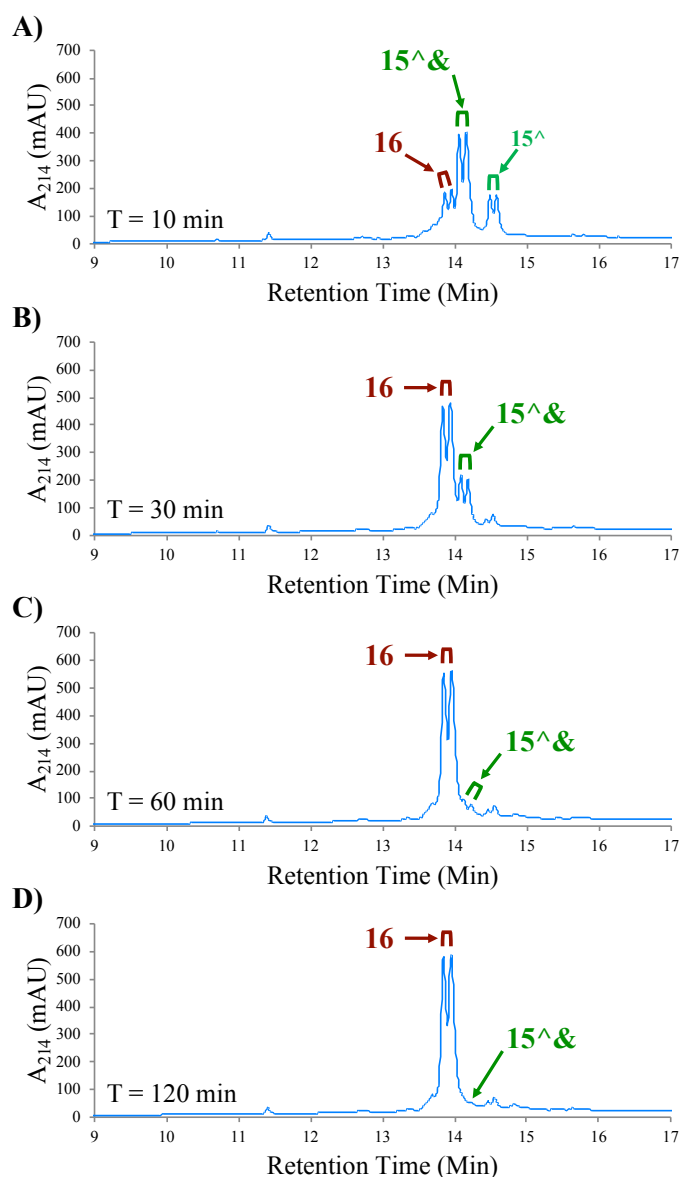 A)
700
600
500
400
300
200
100
0
A214 (mAU)
15^&
16
15^
T = 10 min
9 10 11 12 13 14 15 16 17
Retention Time (Min)
B)
700
600
500
400
300
200
100
0
A214 (mAU)
16
15^&
T = 30 min
9 10 11 12 13 14 15 16 17
Retention Time (Min)
C)
700
600
500
400
300
200
100
0
A214 (mAU)
16
15^&
T = 60 min
9 10 11 12 13 14 15 16 17
Retention Time (Min)
D)
700
600
500
400
300
200
100
0
A214 (mAU)
16
15^&
T = 120 min
9 10 11 12 13 14 15 16 17
Retention Time (Min)